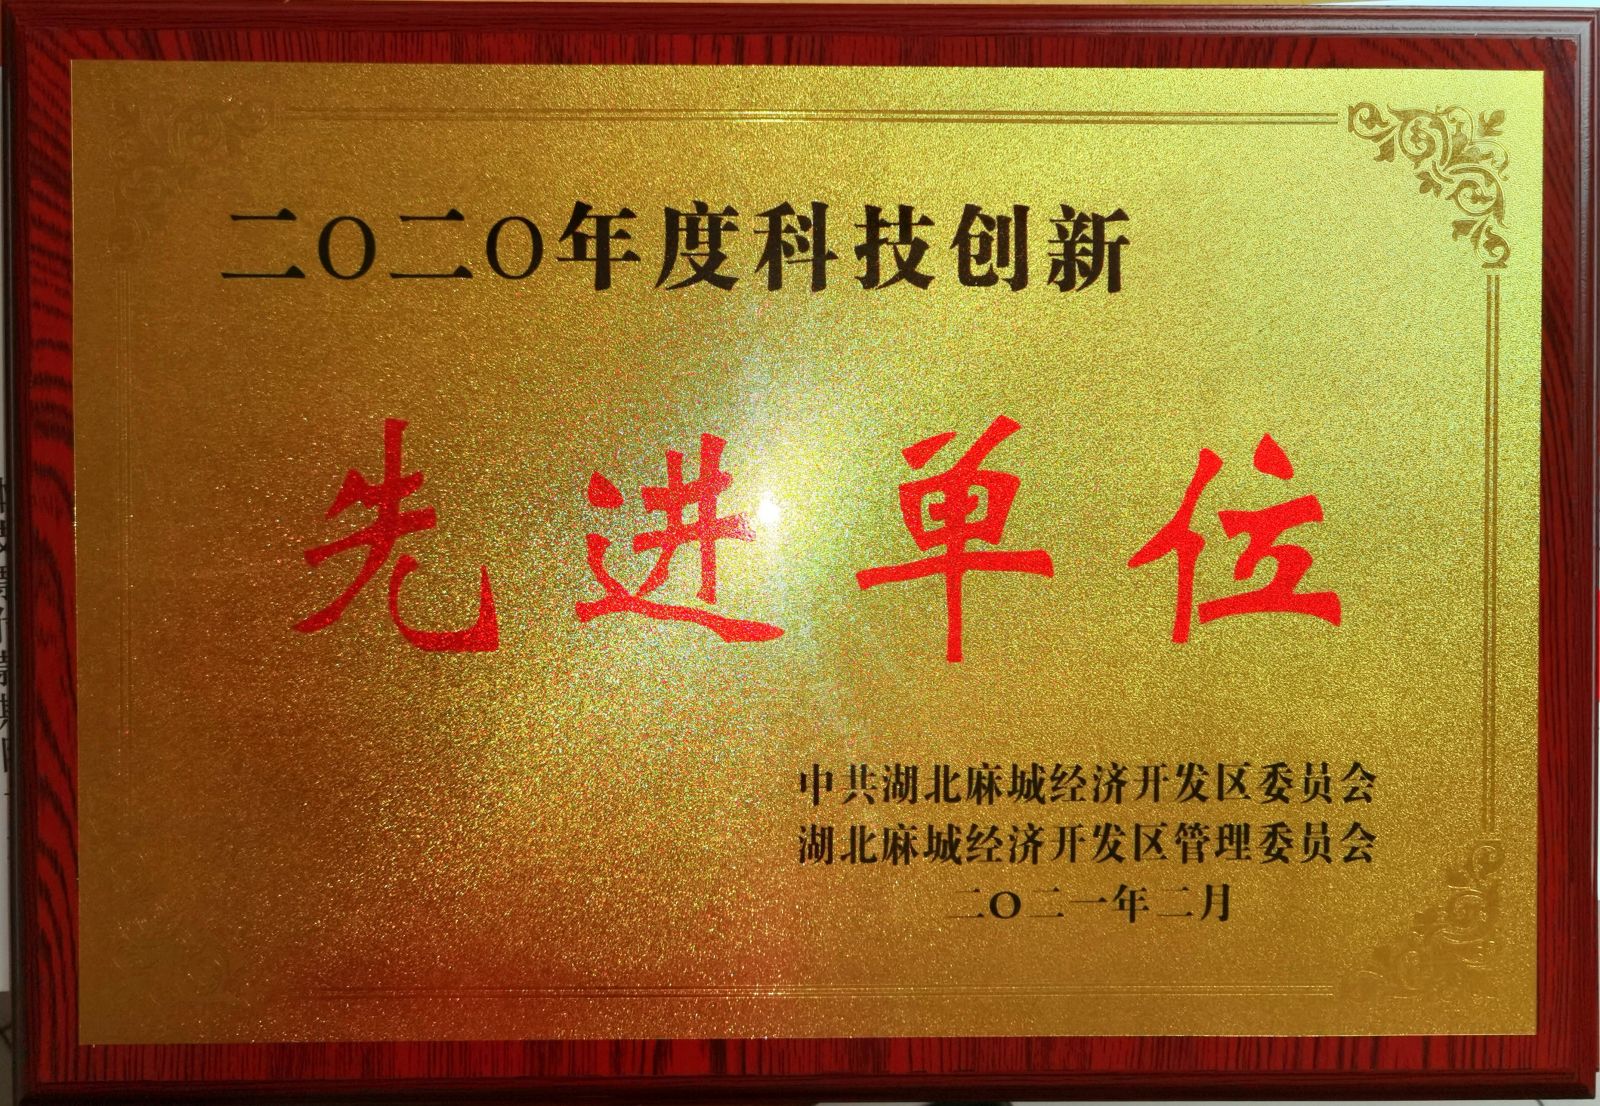 二〇二〇年度科技创新
先进单位
中共湖北麻城经济开发区委员会
湖北麻城经济开发区管理委员会
二〇二一年二月